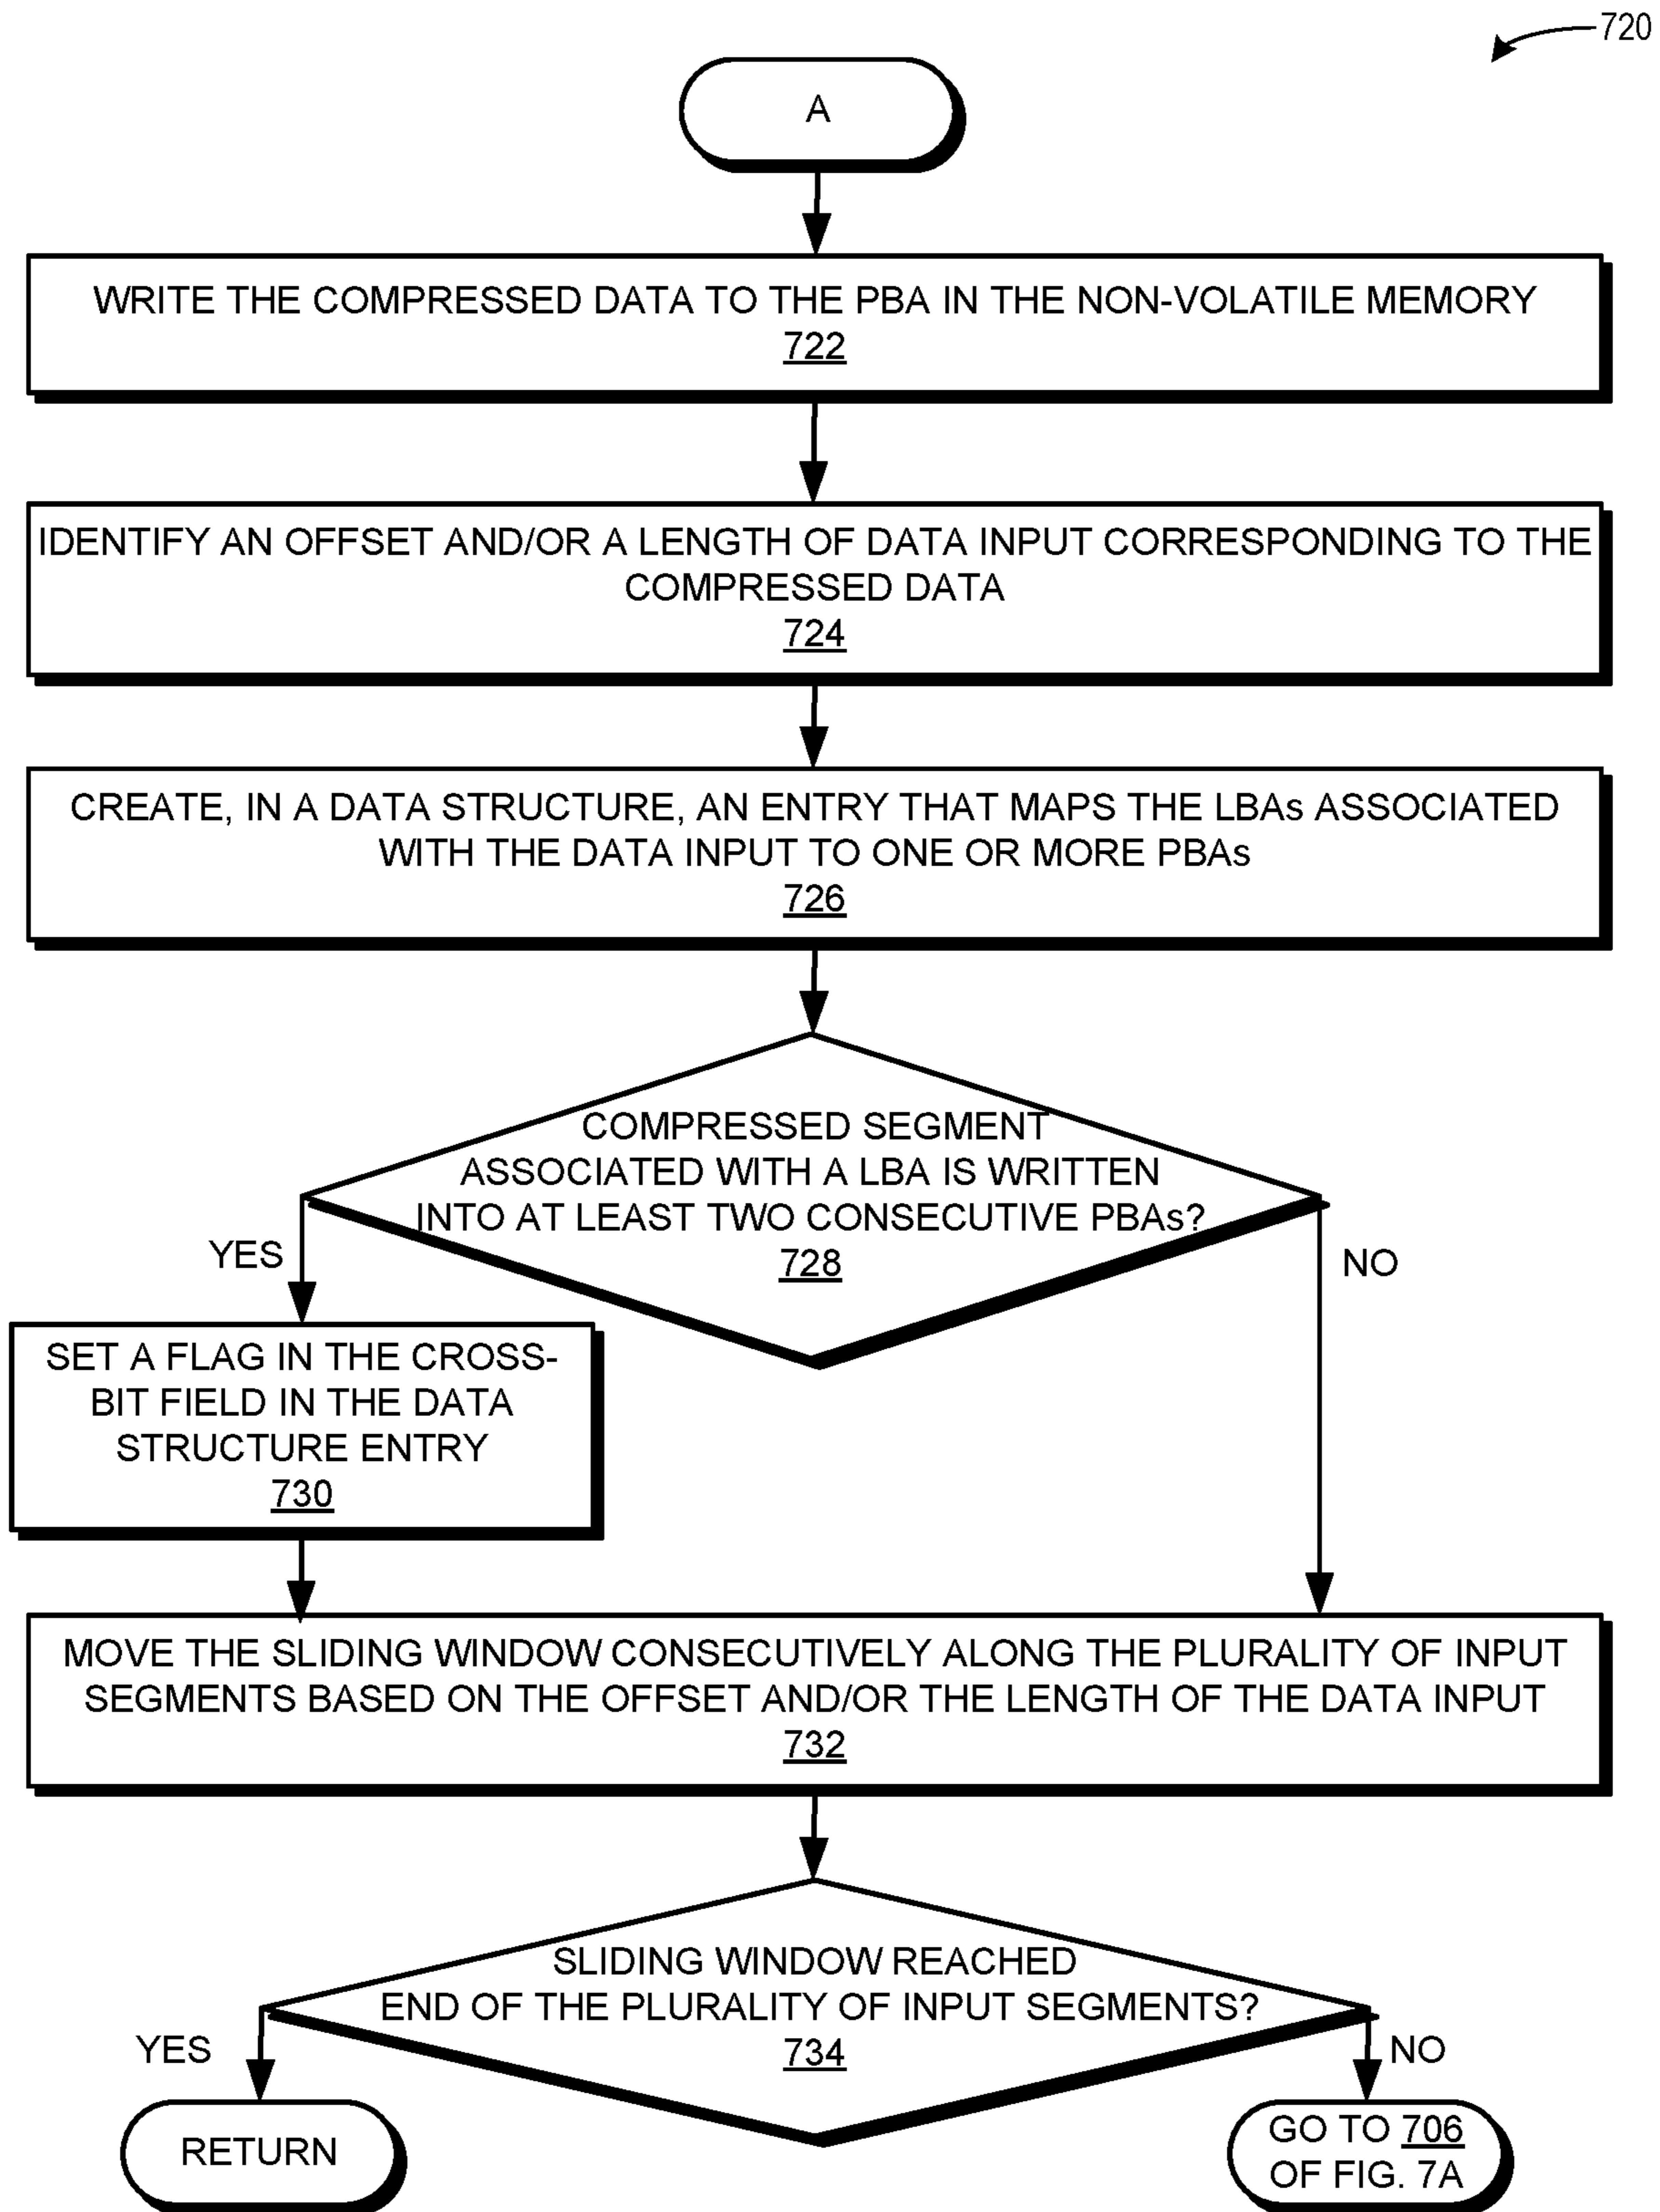 720
A
WRITE THE COMPRESSED DATA TO THE PBA IN THE NON-VOLATILE MEMORY
722
IDENTIFY AN OFFSET AND/OR A LENGTH OF DATA INPUT CORRESPONDING TO THE
COMPRESSED DATA
724
CREATE, IN A DATA STRUCTURE, AN ENTRY THAT MAPS THE LBAs ASSOCIATED
WITH THE DATA INPUT TO ONE OR MORE PBAs
726
COMPRESSED SEGMENT
ASSOCIATED WITH A LBA IS WRITTEN
INTO AT LEAST TWO CONSECUTIVE PBAs?
728
YES
NO
SET A FLAG IN THE CROSS-
BIT FIELD IN THE DATA
STRUCTURE ENTRY
730
MOVE THE SLIDING WINDOW CONSECUTIVELY ALONG THE PLURALITY OF INPUT
SEGMENTS BASED ON THE OFFSET AND/OR THE LENGTH OF THE DATA INPUT
732
SLIDING WINDOW REACHED
END OF THE PLURALITY OF INPUT SEGMENTS?
734
YES
NO
RETURN
GO TO 706
OF FIG. 7A